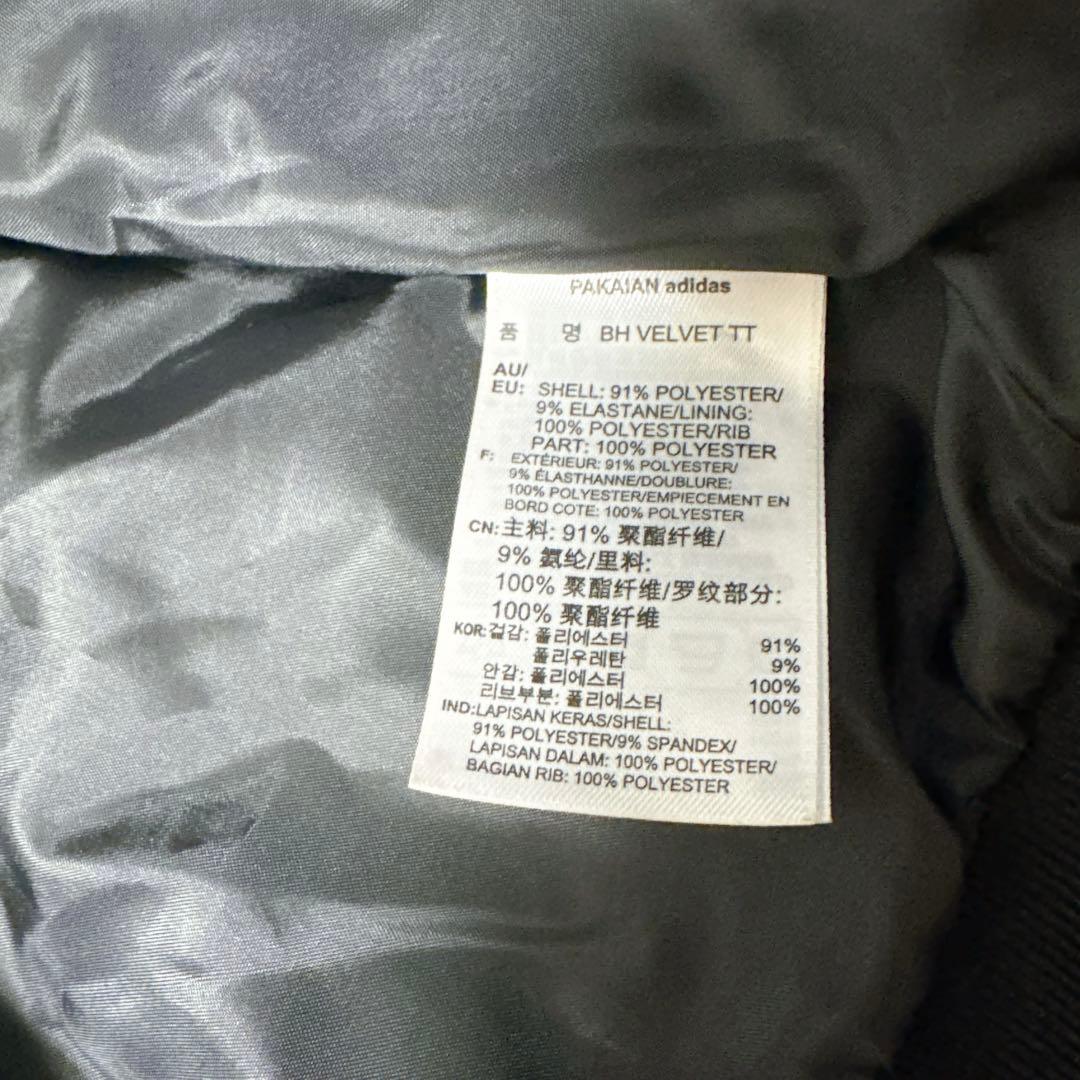 PAKAIAN adidas
품 명 BH VELVET TT
AU/
EU: SHELL: 91% POLYESTER/
9% ELASTANE/LINING:
100% POLYESTER/RIB
PART: 100% POLYESTER
F: EXTÉRIEUR: 91% POLYESTER/
9% ÉLASTHANNE/DOUBLURE:
100% POLYESTER/EMPIECEMENT EN
BORD COTE: 100% POLYESTER
CN: 主料: 91% 聚酯纤维/
9% 氨纶/里料:
100% 聚酯纤维/罗纹部分:
100% 聚酯纤维
KOR: 겉감: 폴리에스터 91%
폴리우레탄 9%
안감: 폴리에스터 100%
리브부분: 폴리에스터 100%
IND: LAPISAN KERAS/SHELL:
91% POLYESTER/9% SPANDEX/
LAPISAN DALAM: 100% POLYESTER/
BAGIAN RIB: 100% POLYESTER